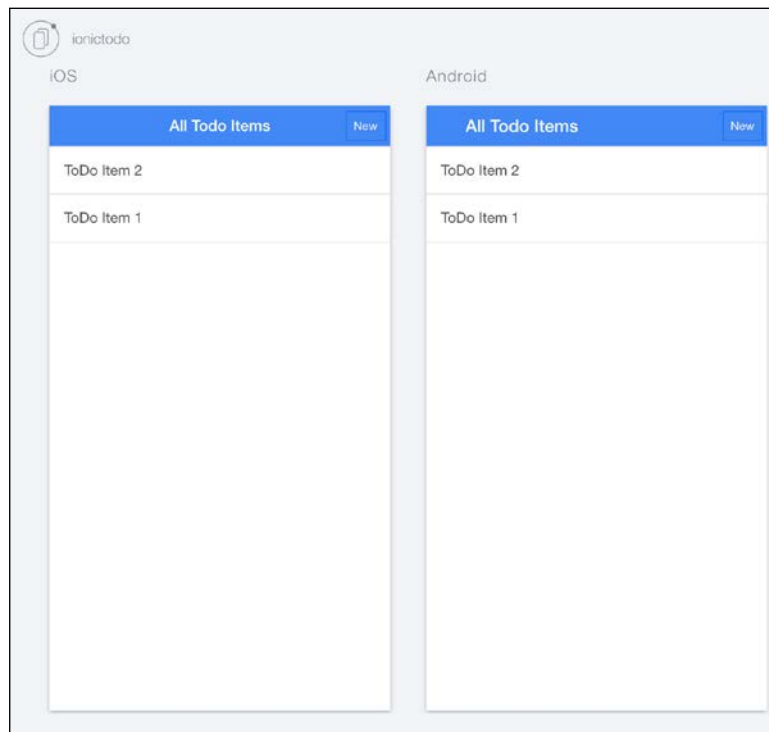 ionictodo
iOS
Android
All Todo Items
New
ToDo Item 2
ToDo Item 1
All Todo Items
New
ToDo Item 2
ToDo Item 1